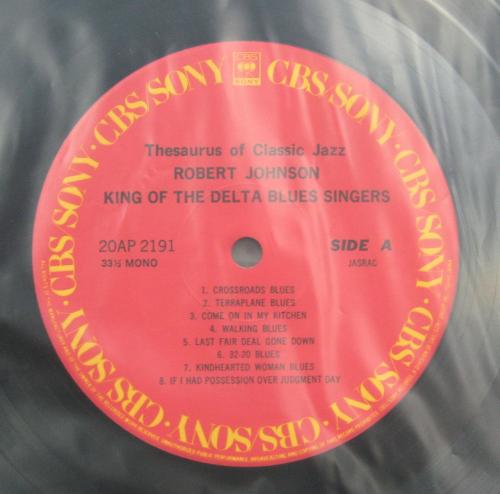 CBS
SONY
CBS/SONY · CBS/SONY · CBS/SONY · CBS/SONY · CBS/SONY · CBS/SONY ·
Thesaurus of Classic Jazz
ROBERT JOHNSON
KING OF THE DELTA BLUES SINGERS
20AP 2191
SIDE A
33⅓ MONO
JASRAC
1. CROSSROADS BLUES
2. TERRAPLANE BLUES
3. COME ON IN MY KITCHEN
4. WALKING BLUES
5. LAST FAIR DEAL GONE DOWN
6. 32-20 BLUES
7. KINDHEARTED WOMAN BLUES
8. IF I HAD POSSESSION OVER JUDGMENT DAY